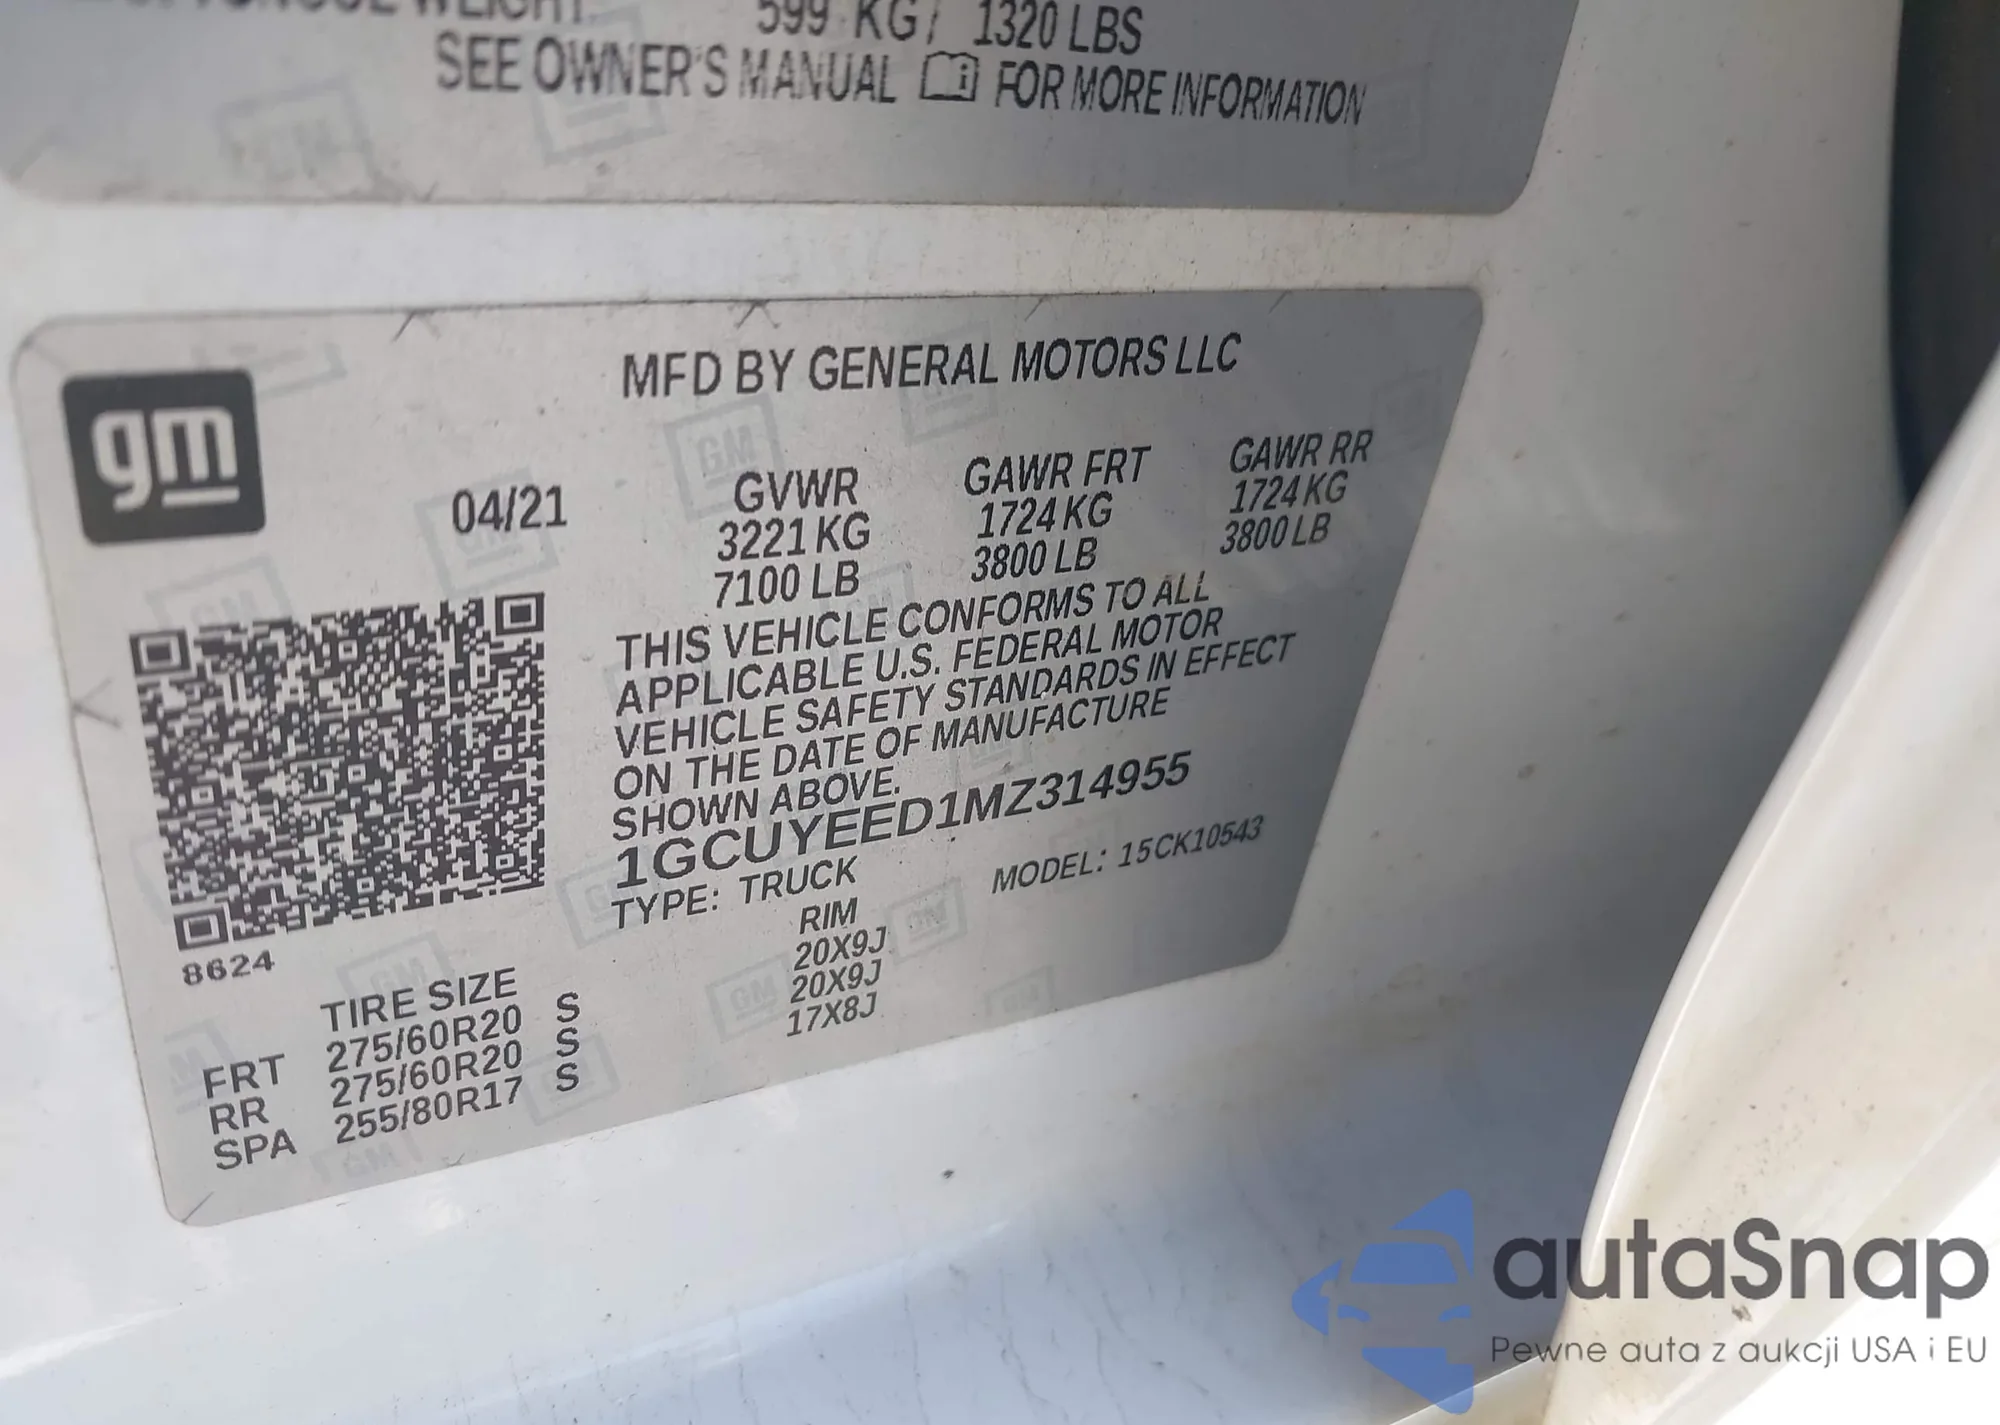 WEIGHT: 599 KG / 1320 LBS
SEE OWNER'S MANUAL FOR MORE INFORMATION
gm
MFD BY GENERAL MOTORS LLC
04/21
GVWR GAWR FRT GAWR RR
3221 KG 1724 KG 1724 KG
7100 LB 3800 LB 3800 LB
THIS VEHICLE CONFORMS TO ALL
APPLICABLE U.S. FEDERAL MOTOR
VEHICLE SAFETY STANDARDS IN EFFECT
ON THE DATE OF MANUFACTURE
SHOWN ABOVE.
1GCUYEED1MZ314955
TYPE: TRUCK MODEL: 15CK10543
8624
TIRE SIZE RIM
FRT 275/60R20 S 20X9J
RR 275/60R20 S 20X9J
SPA 255/80R17 S 17X8J
autaSnap
Pewne auta z aukcji USA i EU